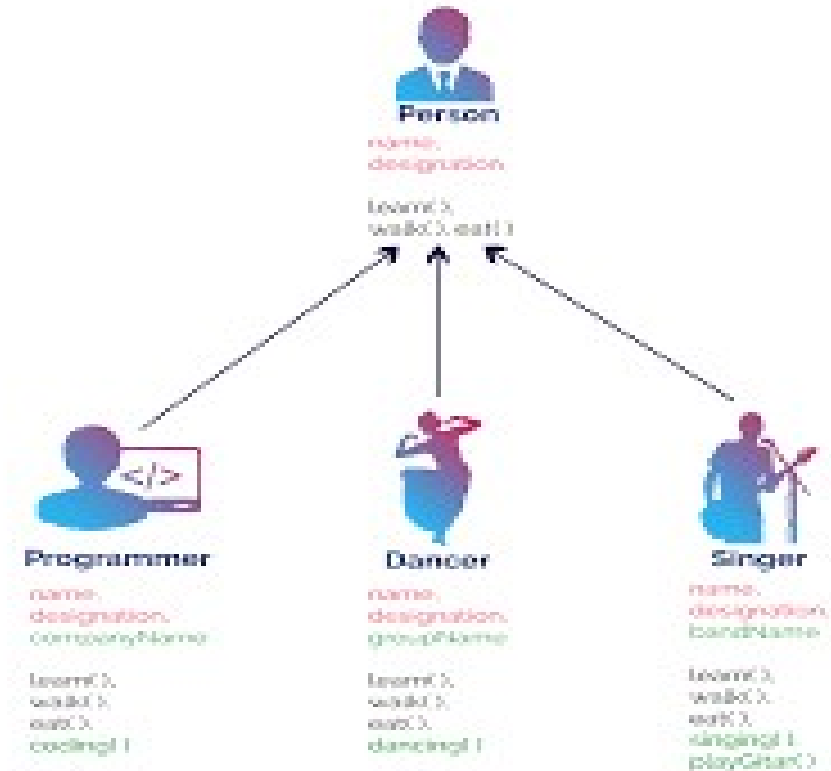 Person
name,
designation
learn(),
walk(), eat()
</>
Programmer
name,
designation,
companyName
learn(),
walk(),
eat(),
coding()
Dancer
name,
designation,
groupName
learn(),
walk(),
eat(),
dancing()
Singer
name,
designation,
bandName
learn(),
walk(),
eat(),
singing(),
playGitar()